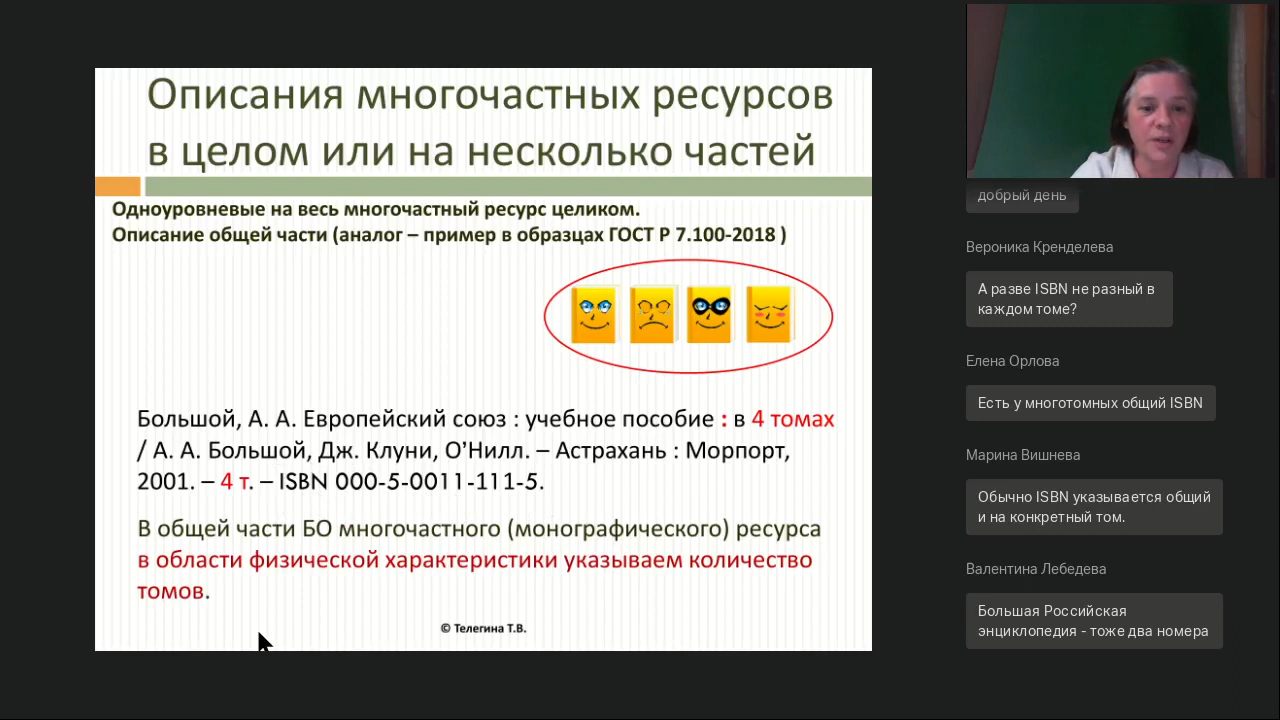 Описания многочастных ресурсов
в целом или на несколько частей
Одноуровневые на весь многочастный ресурс целиком.
Описание общей части (аналог – пример в образцах ГОСТ Р 7.100-2018 )
Большой, А. А. Европейский союз : учебное пособие : в 4 томах
/ А. А. Большой, Дж. Клуни, О’Нилл. – Астрахань : Морпорт,
2001. – 4 т. – ISBN 000-5-0011-111-5.
В общей части БО многочастного (монографического) ресурса
в области физической характеристики указываем количество
томов.
© Телегина Т.В.
добрый день
Вероника Кренделева
А разве ISBN не разный в
каждом томе?
Елена Орлова
Есть у многотомных общий ISBN
Марина Вишнева
Обычно ISBN указывается общий
и на конкретный том.
Валентина Лебедева
Большая Российская
энциклопедия - тоже два номера